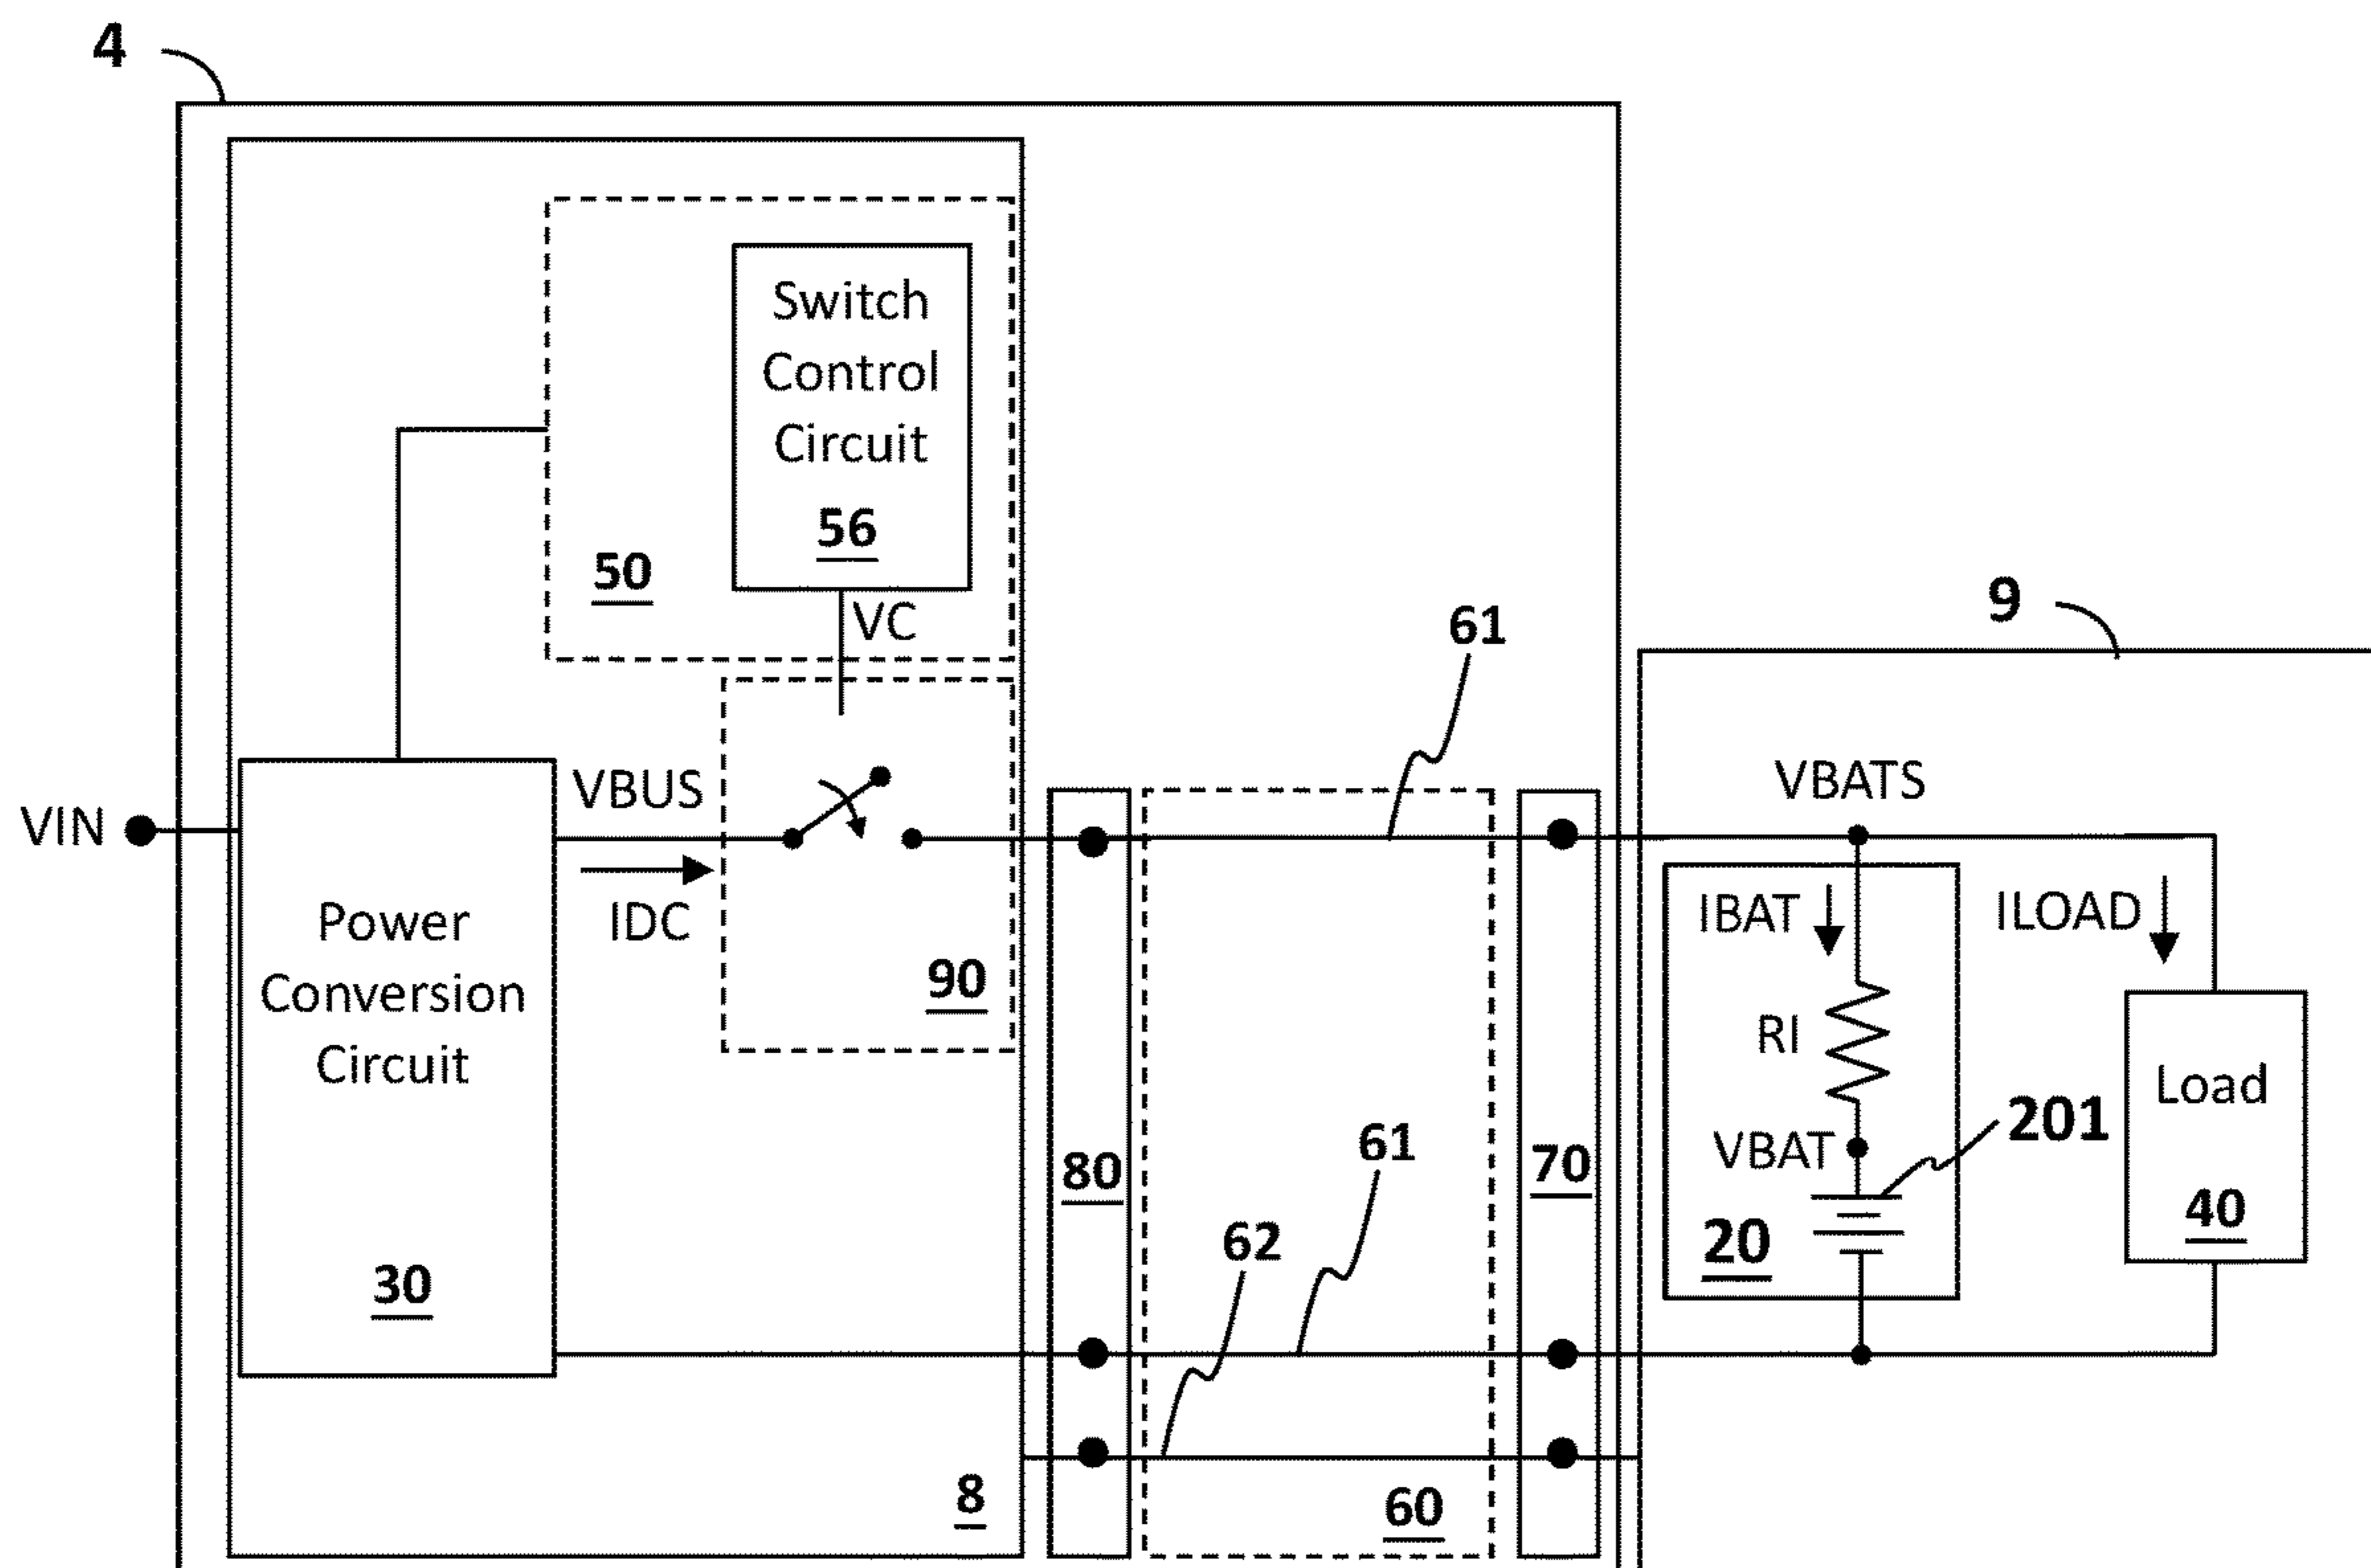 4
Switch
Control
Circuit
56
50
VC
61
9
VIN
VBUS
IDC
90
VBATS
Power
Conversion
Circuit
30
IBAT
ILOAD
RI
VBAT
201
20
Load
40
80
61
70
62
8
60